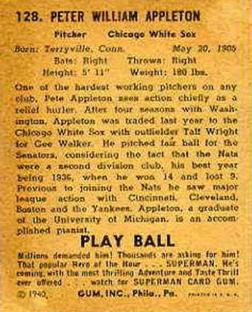 128. PETER WILLIAM APPLETON
Pitcher Chicago White Sox
Born: Terryville, Conn. May 20, 1905
Bats: Right Throws: Right
Height: 5' 11" Weight: 180 lbs.
One of the hardest working pitchers on any
club, Pete Appleton sees action chiefly as a
relief hurler. After four seasons with Wash-
ington, Appleton was traded last year to the
Chicago White Sox with outfielder Taft Wright
for Gee Walker. He pitched fair ball for the
Senators, considering the fact that the Nats
were a second division club, his best year
being 1936, when he won 14 and lost 9.
Previous to joining the Nats he saw major
league action with Cincinnati, Cleveland,
Boston and the Yankees. Appleton, a graduate
of the University of Michigan, is an accom-
panist pianist.
PLAY BALL
Millions demanded him! Thousands are asking for him!
That popular Hero of the Hour . . . SUPERMAN. He's
coming, with the most thrilling Adventure and Taste Thrill
ever offered . . . watch for SUPERMAN CARD GUM.
© 1940, GUM, INC., Phila., Pa. PRINTED IN U. S. A.